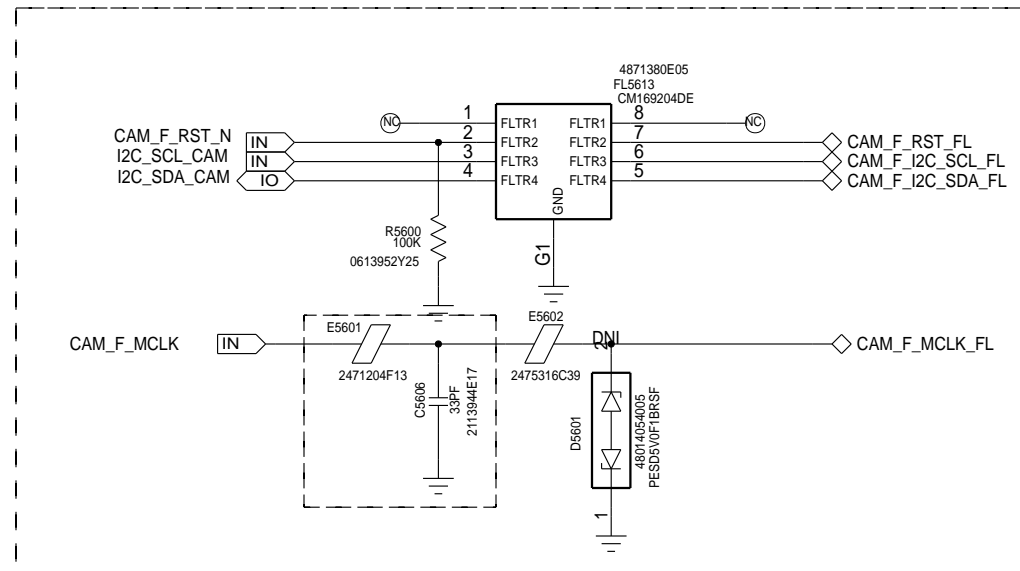 4871380E05
FL5613
CM169204DE
NC 1 FLTR1 FLTR1 8 NC
CAM_F_RST_N IN 2 FLTR2 FLTR2 7 CAM_F_RST_FL
I2C_SCL_CAM IN 3 FLTR3 FLTR3 6 CAM_F_I2C_SCL_FL
I2C_SDA_CAM IO 4 FLTR4 FLTR4 5 CAM_F_I2C_SDA_FL
GND
G1
R5600
100K
0613952Y25
CAM_F_MCLK IN
E5601
2471204F13
C5606
33PF
2113944E17
E5602
2475316C39
DNI
2
CAM_F_MCLK_FL
D5601
48014054005
PESD5V0F1BRSF
1